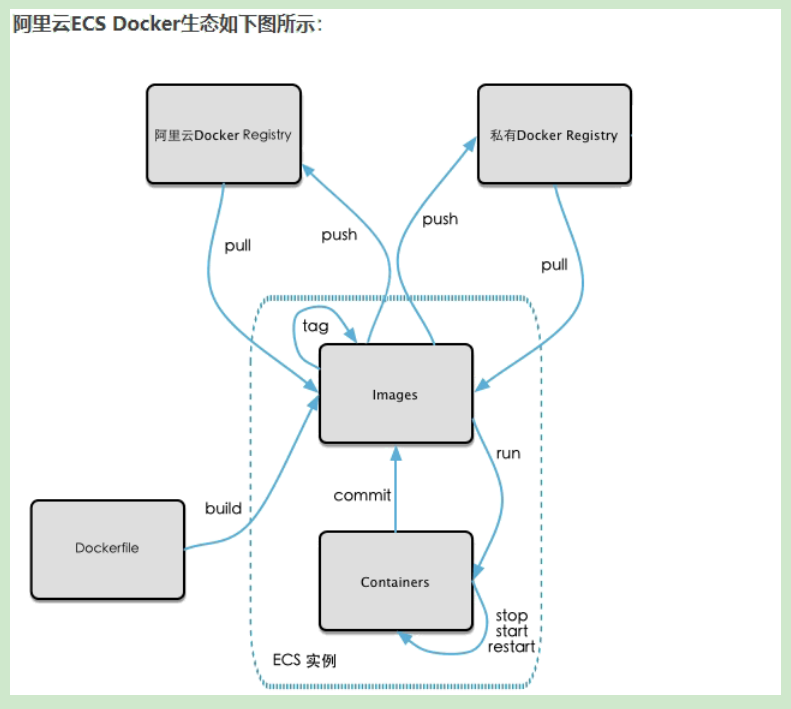 阿里云ECS Docker生态如下图所示：
阿里云Docker Registry
私有Docker Registry
pull
push
push
pull
tag
Images
run
build
commit
Dockerfile
Containers
stop
start
restart
ECS 实例